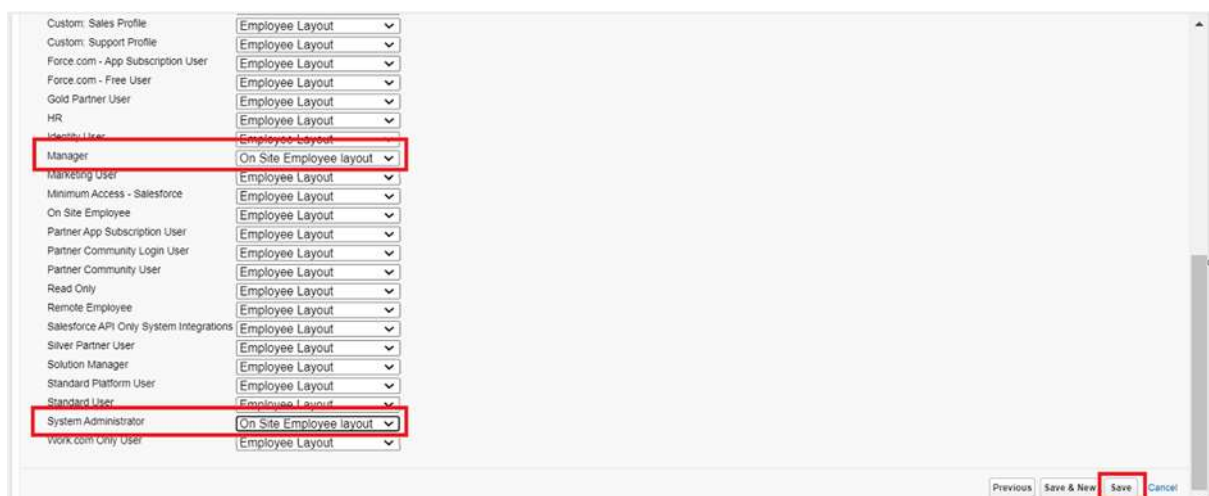 Custom: Sales Profile Employee Layout
Custom: Support Profile Employee Layout
Force.com - App Subscription User Employee Layout
Force.com - Free User Employee Layout
Gold Partner User Employee Layout
HR Employee Layout
Identity User Employee Layout
Manager On Site Employee layout
Marketing User Employee Layout
Minimum Access - Salesforce Employee Layout
On Site Employee Employee Layout
Partner App Subscription User Employee Layout
Partner Community Login User Employee Layout
Partner Community User Employee Layout
Read Only Employee Layout
Remote Employee Employee Layout
Salesforce API Only System Integrations Employee Layout
Silver Partner User Employee Layout
Solution Manager Employee Layout
Standard Platform User Employee Layout
Standard User Employee Layout
System Administrator On Site Employee layout
Work.com Only User Employee Layout
Previous Save & New Save Cancel